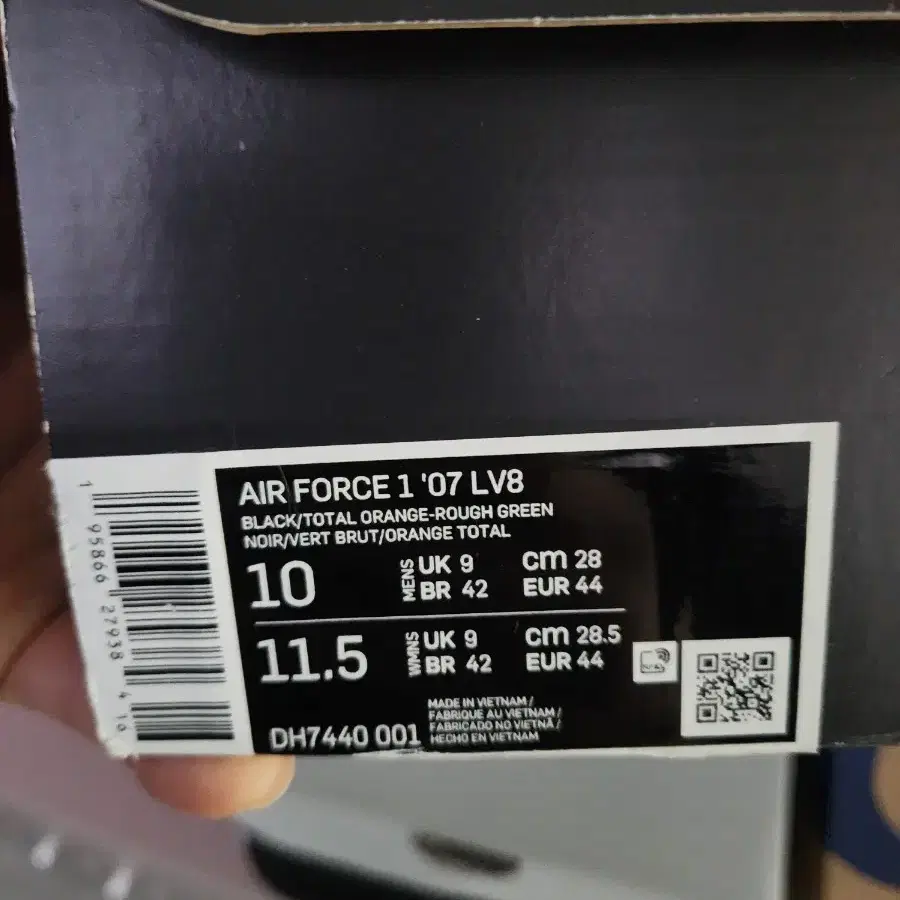 AIR FORCE 1 '07 LV8
BLACK/TOTAL ORANGE-ROUGH GREEN
NOIR/VERT BRUT/ORANGE TOTAL
10 MENS UK 9 cm 28
BR 42 EUR 44
11.5 WMNS UK 9 cm 28.5
BR 42 EUR 44
DH7440 001
MADE IN VIETNAM /
FABRIQUE AU VIETNAM /
FABRICADO NO VIETNÃ /
HECHO EN VIETNAM
1 95866 27938 4 10